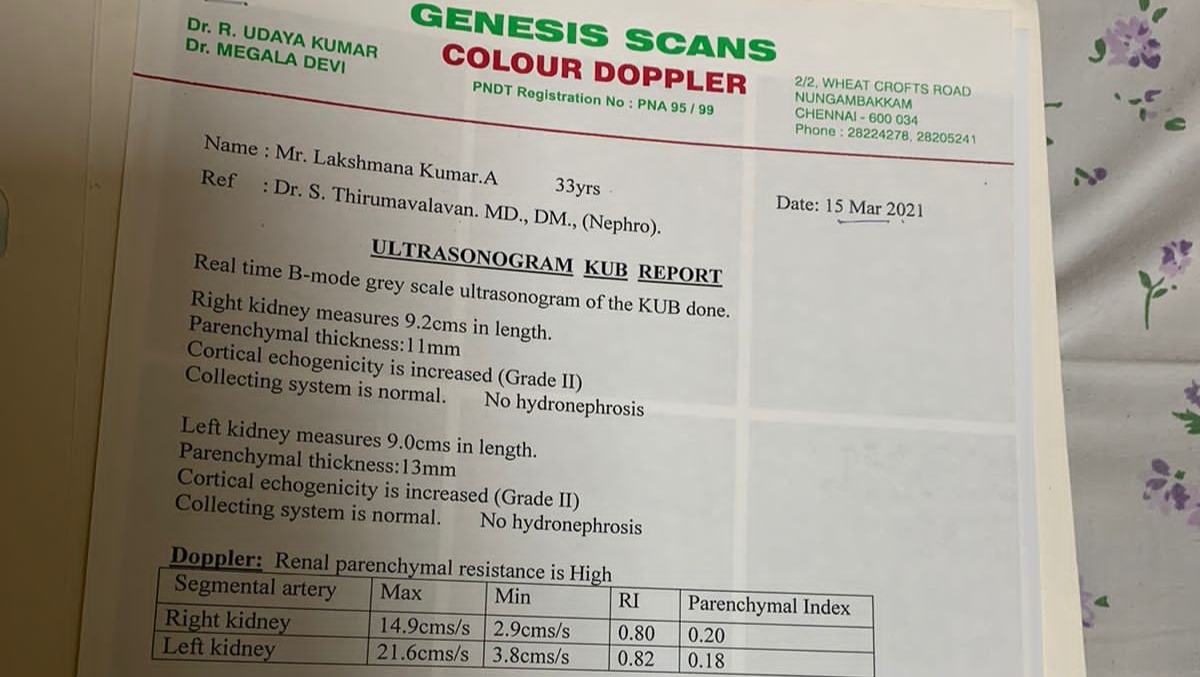 GENESIS SCANS
COLOUR DOPPLER
PNDT Registration No : PNA 95 / 99
Dr. R. UDAYA KUMAR
Dr. MEGALA DEVI
2/2, WHEAT CROFTS ROAD
NUNGAMBAKKAM
CHENNAI - 600 034
Phone : 28224278, 28205241
Name : Mr. Lakshmana Kumar.A 33yrs
Ref : Dr. S. Thirumavalavan. MD., DM., (Nephro).
Date: 15 Mar 2021
ULTRASONOGRAM KUB REPORT
Real time B-mode grey scale ultrasonogram of the KUB done.
Right kidney measures 9.2cms in length.
Parenchymal thickness:11mm
Cortical echogenicity is increased (Grade II)
Collecting system is normal. No hydronephrosis
Left kidney measures 9.0cms in length.
Parenchymal thickness:13mm
Cortical echogenicity is increased (Grade II)
Collecting system is normal. No hydronephrosis
Doppler: Renal parenchymal resistance is High
Segmental artery Max Min RI Parenchymal Index
Right kidney 14.9cms/s 2.9cms/s 0.80 0.20
Left kidney 21.6cms/s 3.8cms/s 0.82 0.18